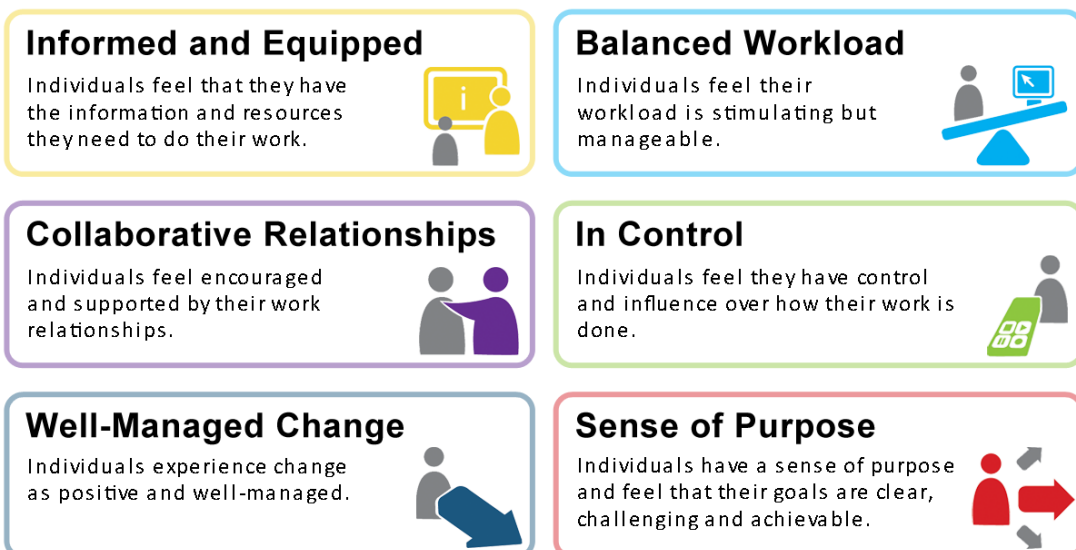 Informed and Equipped
Individuals feel that they have
the information and resources
they need to do their work.
i
Balanced Workload
Individuals feel their
workload is stimulating but
manageable.
Collaborative Relationships
Individuals feel encouraged
and supported by their work
relationships.
In Control
Individuals feel they have control
and influence over how their work is
done.
Well-Managed Change
Individuals experience change
as positive and well-managed.
Sense of Purpose
Individuals have a sense of purpose
and feel that their goals are clear,
challenging and achievable.